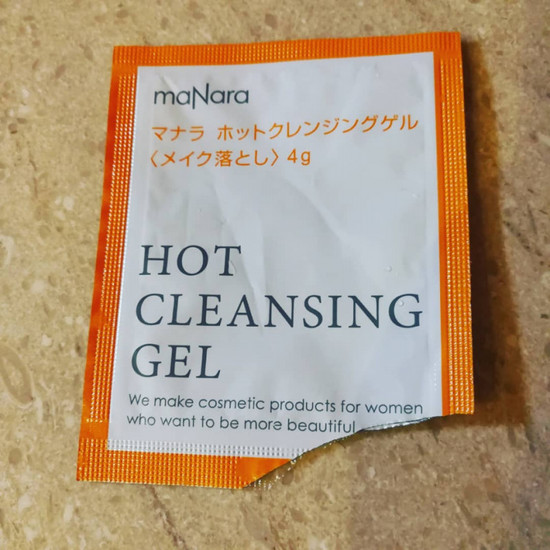 maNara
マナラ ホットクレンジングゲル
〈メイク落とし〉4g
HOT
CLEANSING
GEL
We make cosmetic products for women
who want to be more beautiful